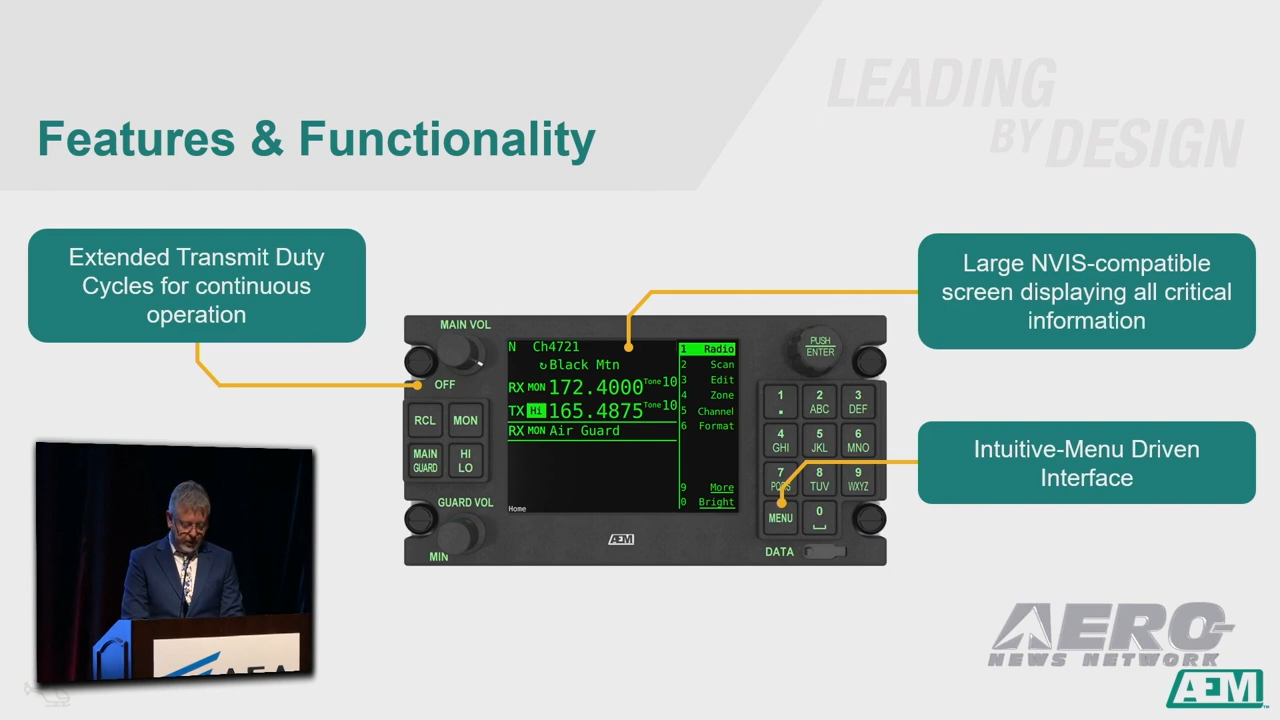 LEADING
BY DESIGN
Features & Functionality
Extended Transmit Duty
Cycles for continuous
operation
Large NVIS-compatible
screen displaying all critical
information
Intuitive-Menu Driven
Interface
MAIN VOL
OFF
RCL
MON
MAIN
GUARD
HI
LO
GUARD VOL
MIN
N Ch4721
↻Black Mtn
RX MON 172.4000 Tone 10
TX Hi 165.4875 Tone 10
RX MON Air Guard
Home
1 Radio
2 Scan
3 Edit
4 Zone
5 Channel
6 Format
9 More
0 Bright
AEM
PUSH
ENTER
1
.
2
ABC
3
DEF
4
GHI
5
JKL
6
MNO
7
PQRS
8
TUV
9
WXYZ
MENU
0
DATA
AEA
AERO
NEWS NETWORK
AEM